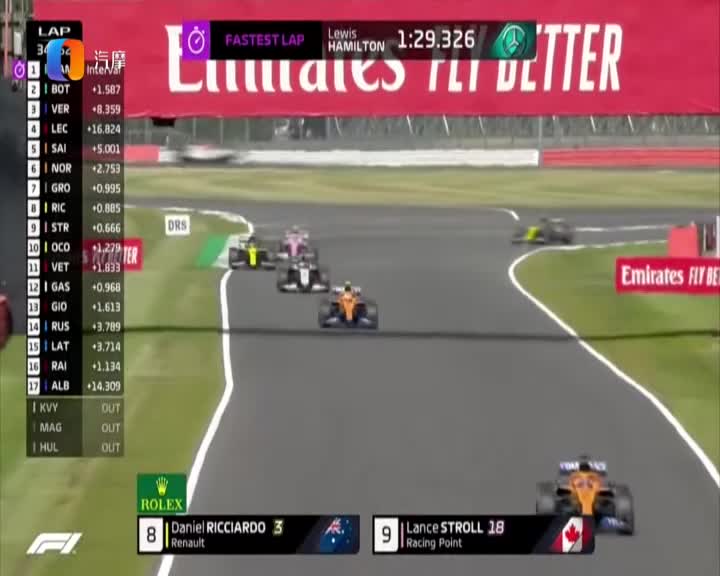 FASTEST LAP
Lewis
HAMILTON
1:29.326
Emirates FLY BETTER
LAP
汽摩
1 Interval
2 BOT +1.587
3 VER +8.359
4 LEC +16.824
5 SAI +5.001
6 NOR +2.753
7 GRO +0.995
8 RIC +0.885
9 STR +0.666
10 OCO +1.279
11 VET +1.833
12 GAS +0.968
13 GIO +1.613
14 RUS +3.789
15 LAT +3.714
16 RAI +1.134
17 ALB +14.309
KVY OUT
MAG OUT
HUL OUT
DRS
Emirates FLY BETTER
ROLEX
8 Daniel RICCIARDO 3
Renault
9 Lance STROLL 18
Racing Point
F1